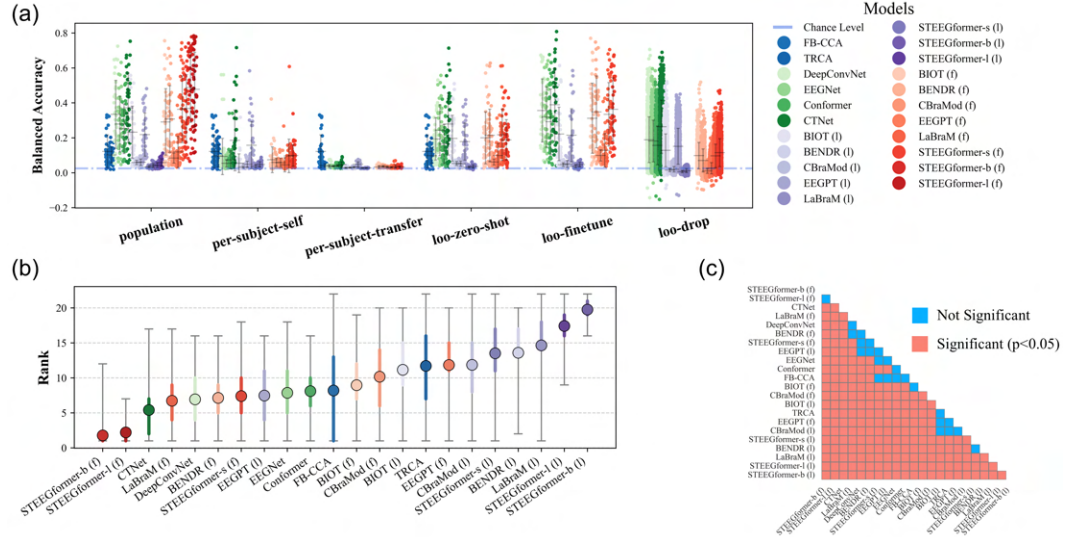 (a)
Balanced Accuracy
0.8
0.6
0.4
0.2
0.0
−0.2
population
per-subject-self
per-subject-transfer
loo-zero-shot
loo-finetune
loo-drop
Models
Chance Level
FB-CCA
TRCA
DeepConvNet
EEGNet
Conformer
CTNet
BIOT (l)
BENDR (l)
CBraMod (l)
EEGPT (l)
LaBraM (l)
STEEGformer-s (l)
STEEGformer-b (l)
STEEGformer-l (l)
BIOT (f)
BENDR (f)
CBraMod (f)
EEGPT (f)
LaBraM (f)
STEEGformer-s (f)
STEEGformer-b (f)
STEEGformer-l (f)
(b)
Rank
20
15
10
5
0
STEEGformer-b (f)
STEEGformer-l (f)
CTNet
LaBraM (f)
DeepConvNet
BENDR (f)
STEEGformer-s (f)
EEGPT (l)
EEGNet
Conformer
FB-CCA
BIOT (f)
CBraMod (f)
BIOT (l)
TRCA
EEGPT (f)
CBraMod (l)
STEEGformer-s (l)
BENDR (l)
LaBraM (l)
STEEGformer-l (l)
STEEGformer-b (l)
(c)
STEEGformer-b (f)
STEEGformer-l (f)
CTNet
LaBraM (f)
DeepConvNet
BENDR (f)
STEEGformer-s (f)
EEGPT (l)
EEGNet
Conformer
FB-CCA
BIOT (f)
CBraMod (f)
BIOT (l)
TRCA
EEGPT (f)
CBraMod (l)
STEEGformer-s (l)
BENDR (l)
LaBraM (l)
STEEGformer-l (l)
STEEGformer-b (l)
Not Significant
Significant (p<0.05)